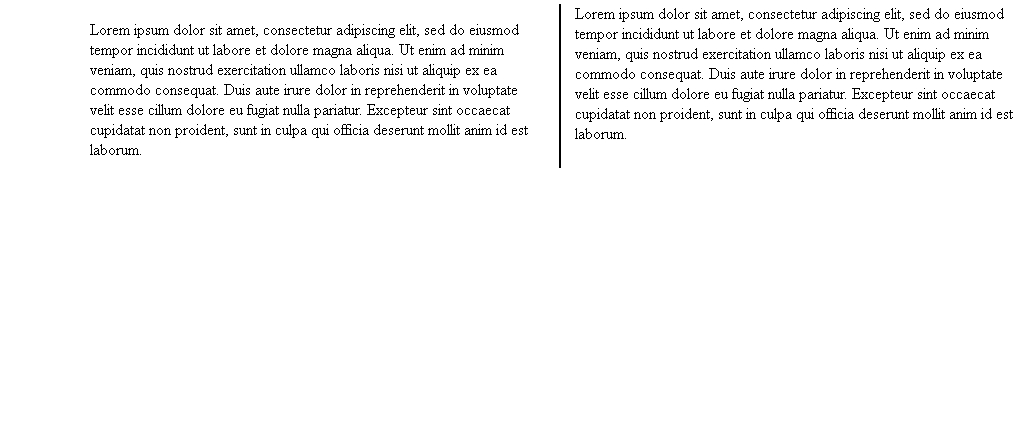 Lorem ipsum dolor sit amet, consectetur adipiscing elit, sed do eiusmod
tempor incididunt ut labore et dolore magna aliqua. Ut enim ad minim
veniam, quis nostrud exercitation ullamco laboris nisi ut aliquip ex ea
commodo consequat. Duis aute irure dolor in reprehenderit in voluptate
velit esse cillum dolore eu fugiat nulla pariatur. Excepteur sint occaecat
cupidatat non proident, sunt in culpa qui officia deserunt mollit anim id est
laborum.
Lorem ipsum dolor sit amet, consectetur adipiscing elit, sed do eiusmod
tempor incididunt ut labore et dolore magna aliqua. Ut enim ad minim
veniam, quis nostrud exercitation ullamco laboris nisi ut aliquip ex ea
commodo consequat. Duis aute irure dolor in reprehenderit in voluptate
velit esse cillum dolore eu fugiat nulla pariatur. Excepteur sint occaecat
cupidatat non proident, sunt in culpa qui officia deserunt mollit anim id est
laborum.